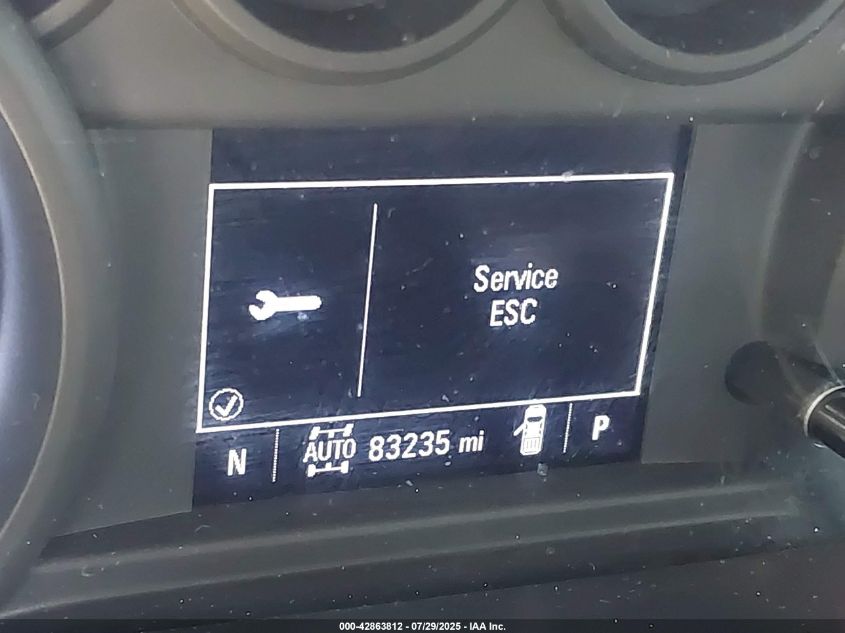 Service
ESC
N AUTO 83235 mi P
000-42863812 - 07/29/2025 - IAA Inc.